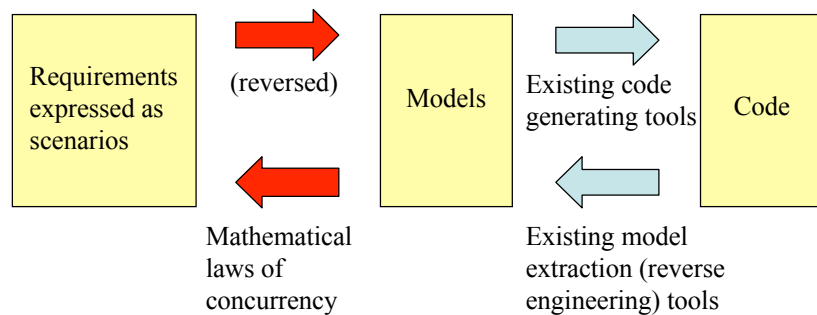 Requirements
expressed as
scenarios
(reversed)
Mathematical
laws of
concurrency
Models
Existing code
generating tools
Existing model
extraction (reverse
engineering) tools
Code